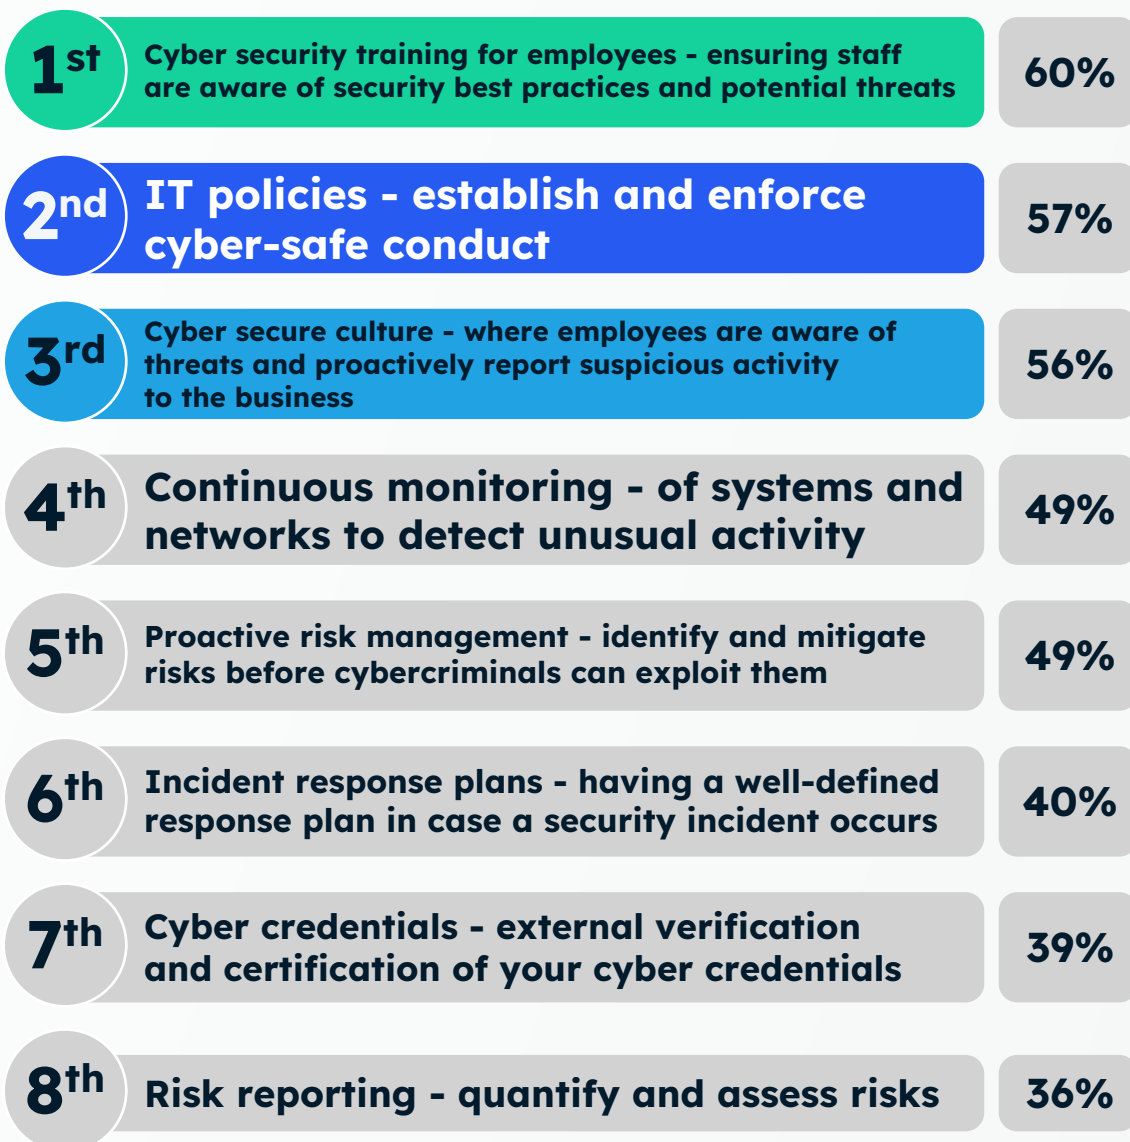 1st
Cyber security training for employees - ensuring staff
are aware of security best practices and potential threats
60%
2nd
IT policies - establish and enforce
cyber-safe conduct
57%
3rd
Cyber secure culture - where employees are aware of
threats and proactively report suspicious activity
to the business
56%
4th
Continuous monitoring - of systems and
networks to detect unusual activity
49%
5th
Proactive risk management - identify and mitigate
risks before cybercriminals can exploit them
49%
6th
Incident response plans - having a well-defined
response plan in case a security incident occurs
40%
7th
Cyber credentials - external verification
and certification of your cyber credentials
39%
8th
Risk reporting - quantify and assess risks
36%